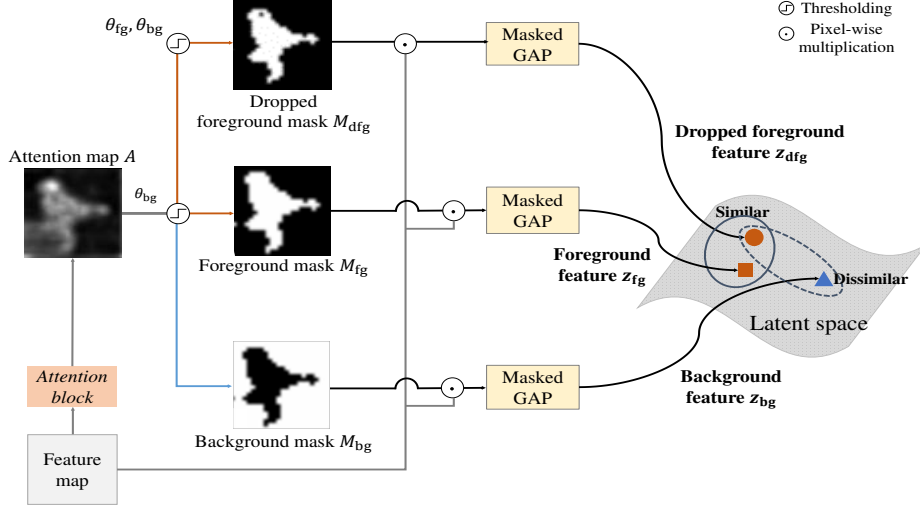 θfg, θbg
Thresholding
Pixel-wise
multiplication
Masked
GAP
Dropped
foreground mask Mdfg
Dropped foreground
feature zdfg
Attention map A
θbg
Masked
GAP
Similar
Foreground mask Mfg
Foreground
feature zfg
Dissimilar
Latent space
Attention
block
Masked
GAP
Background
feature zbg
Background mask Mbg
Feature
map